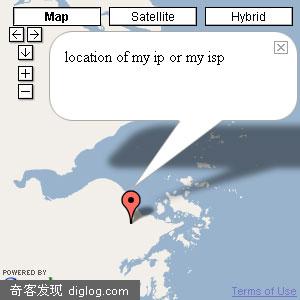 Map Satellite Hybrid
location of my ip or my isp
POWERED BY
奇客发现 diglog.com
Terms of Use